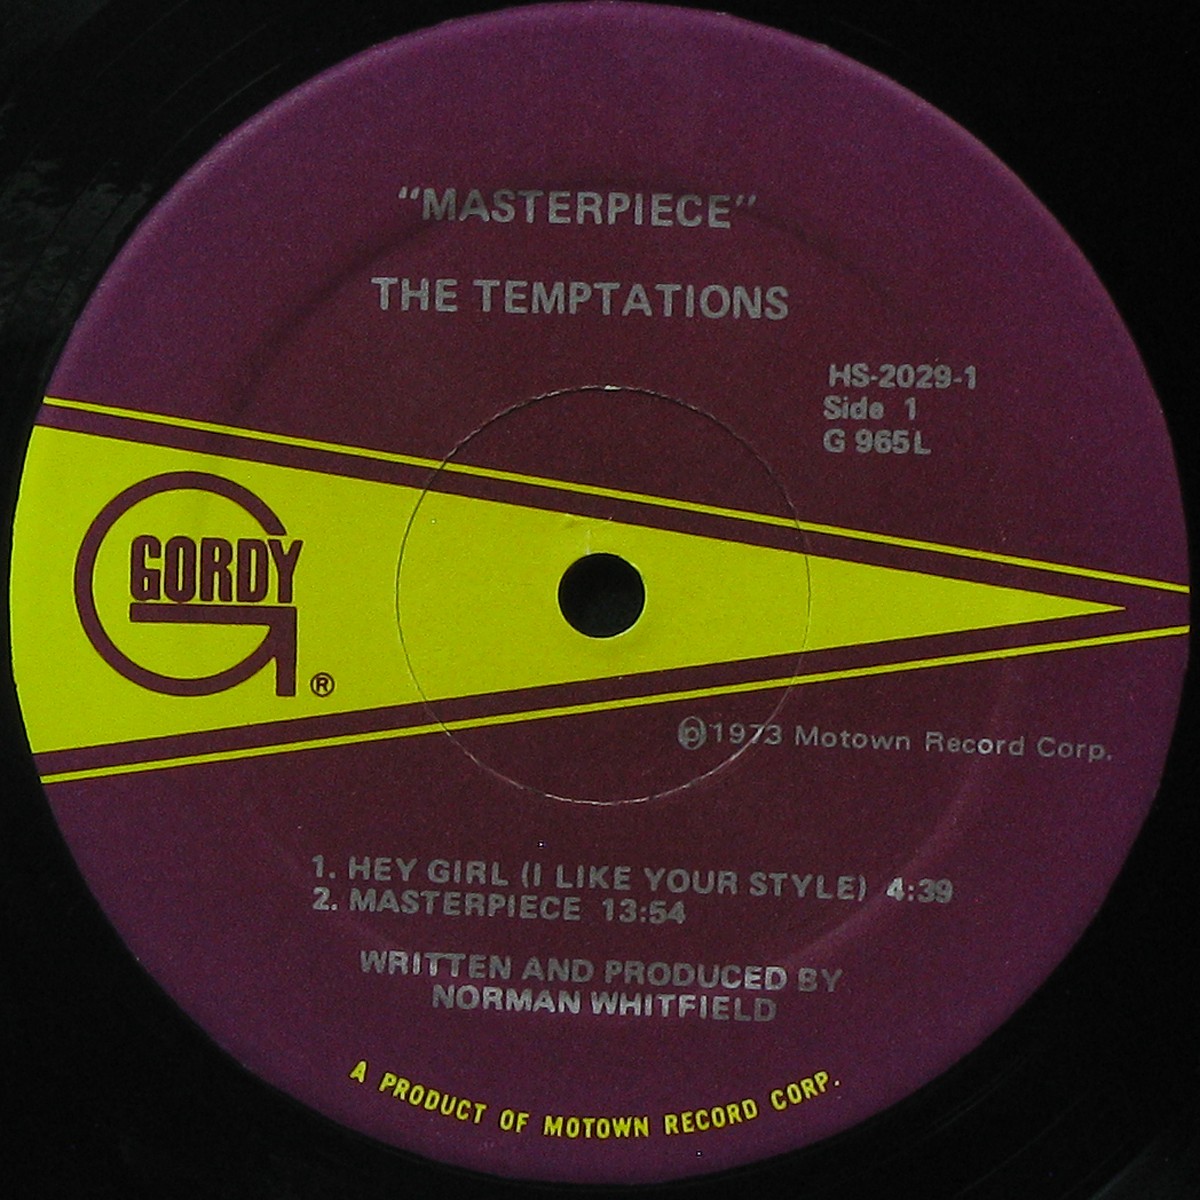 "MASTERPIECE"
THE TEMPTATIONS
HS-2029-1
Side 1
G 965L
GORDY
®
℗1973 Motown Record Corp.
1. HEY GIRL (I LIKE YOUR STYLE) 4:39
2. MASTERPIECE 13:54
WRITTEN AND PRODUCED BY
NORMAN WHITFIELD
A PRODUCT OF MOTOWN RECORD CORP.